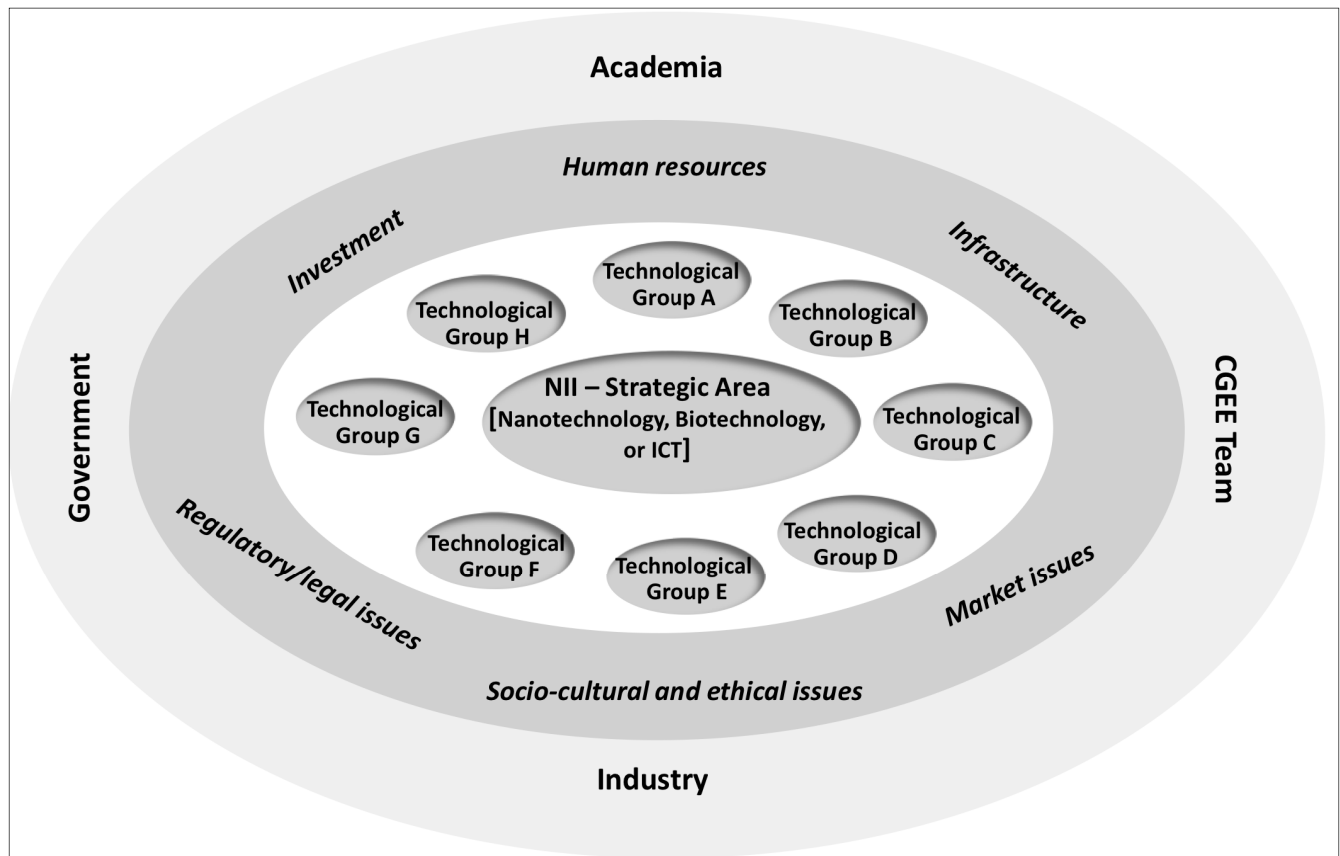 Academia
Human resources
Investment
Infrastructure
Technological
Group A
Technological
Group H
Technological
Group B
NII – Strategic Area
[Nanotechnology, Biotechnology,
or ICT]
Technological
Group G
Technological
Group C
Government
CGEE Team
Technological
Group F
Technological
Group E
Technological
Group D
Regulatory/legal issues
Market issues
Socio-cultural and ethical issues
Industry